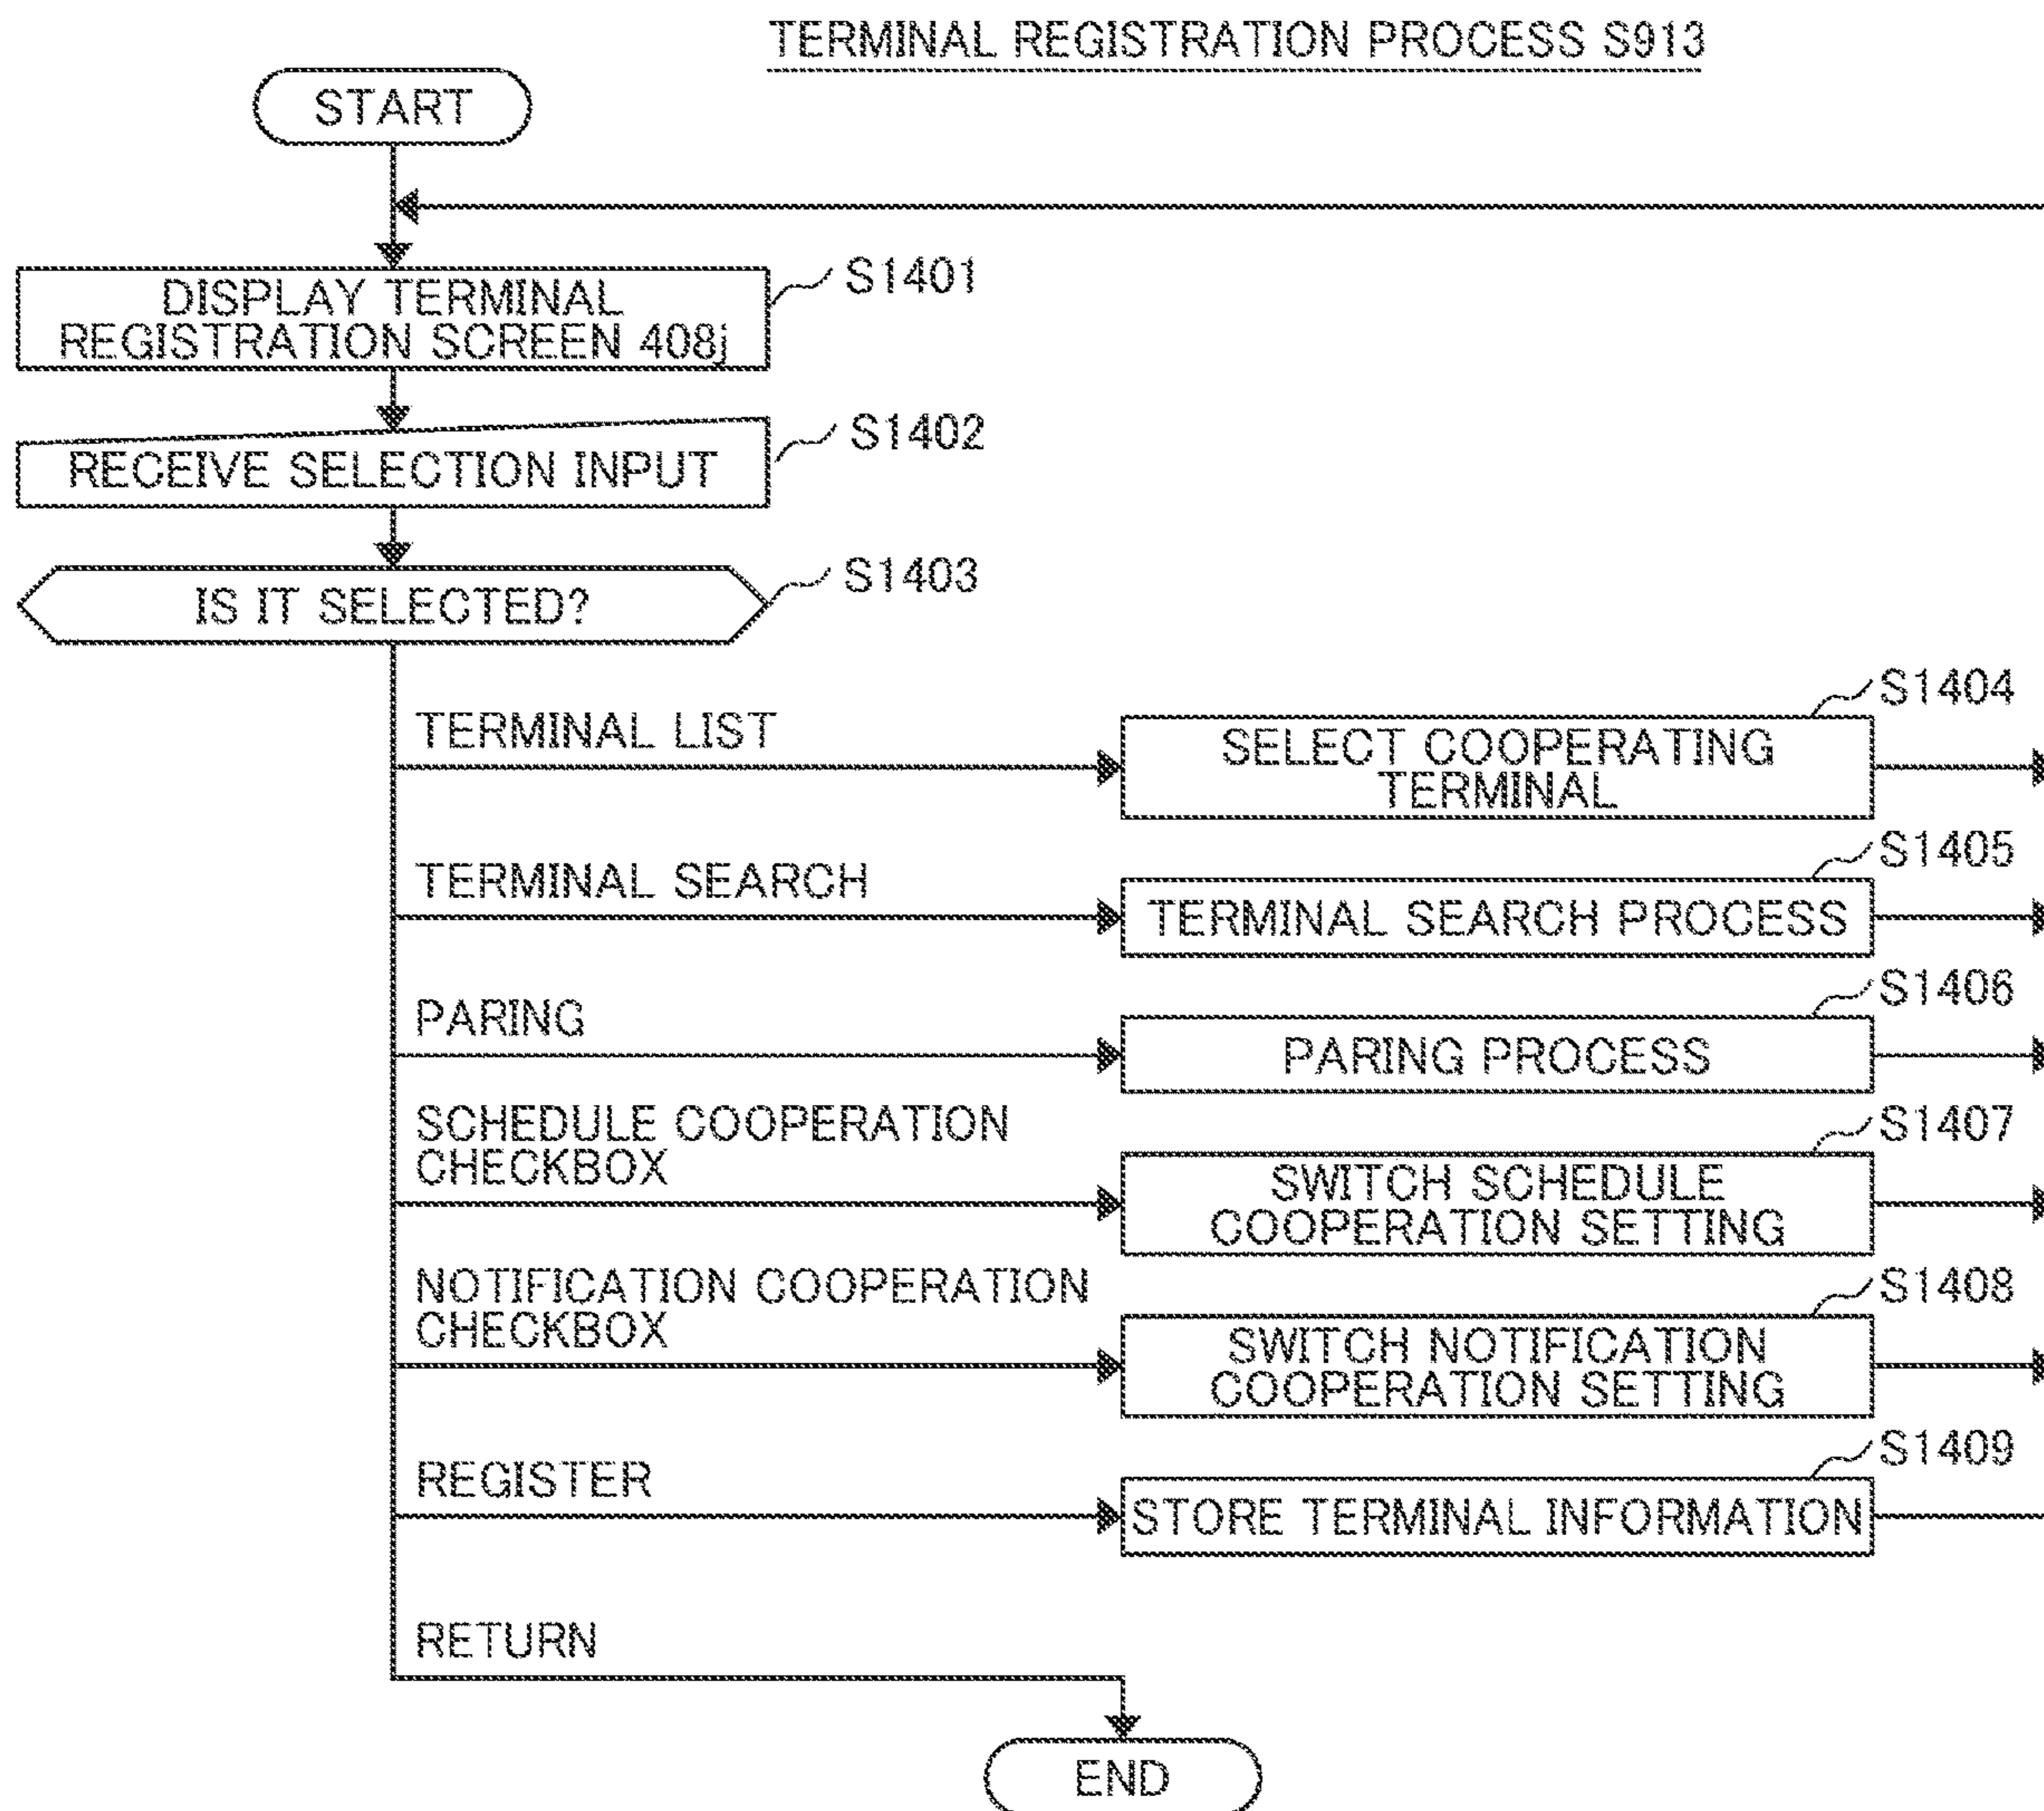 TERMINAL REGISTRATION PROCESS S913
START
DISPLAY TERMINAL
REGISTRATION SCREEN 408j
S1401
RECEIVE SELECTION INPUT
S1402
IS IT SELECTED?
S1403
TERMINAL LIST
SELECT COOPERATING
TERMINAL
S1404
TERMINAL SEARCH
TERMINAL SEARCH PROCESS
S1405
PARING
PARING PROCESS
S1406
SCHEDULE COOPERATION
CHECKBOX
SWITCH SCHEDULE
COOPERATION SETTING
S1407
NOTIFICATION COOPERATION
CHECKBOX
SWITCH NOTIFICATION
COOPERATION SETTING
S1408
REGISTER
STORE TERMINAL INFORMATION
S1409
RETURN
END